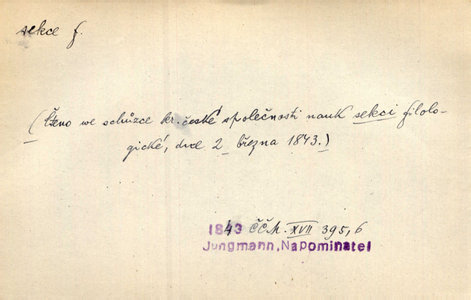 sekce f.
(Čteno we schůzce kr. české společnosti nauk sekci filolo-
gické, dne 2. března 1843.)
1843 ČČM. XVII 395,6
Jungmann, Napominatel